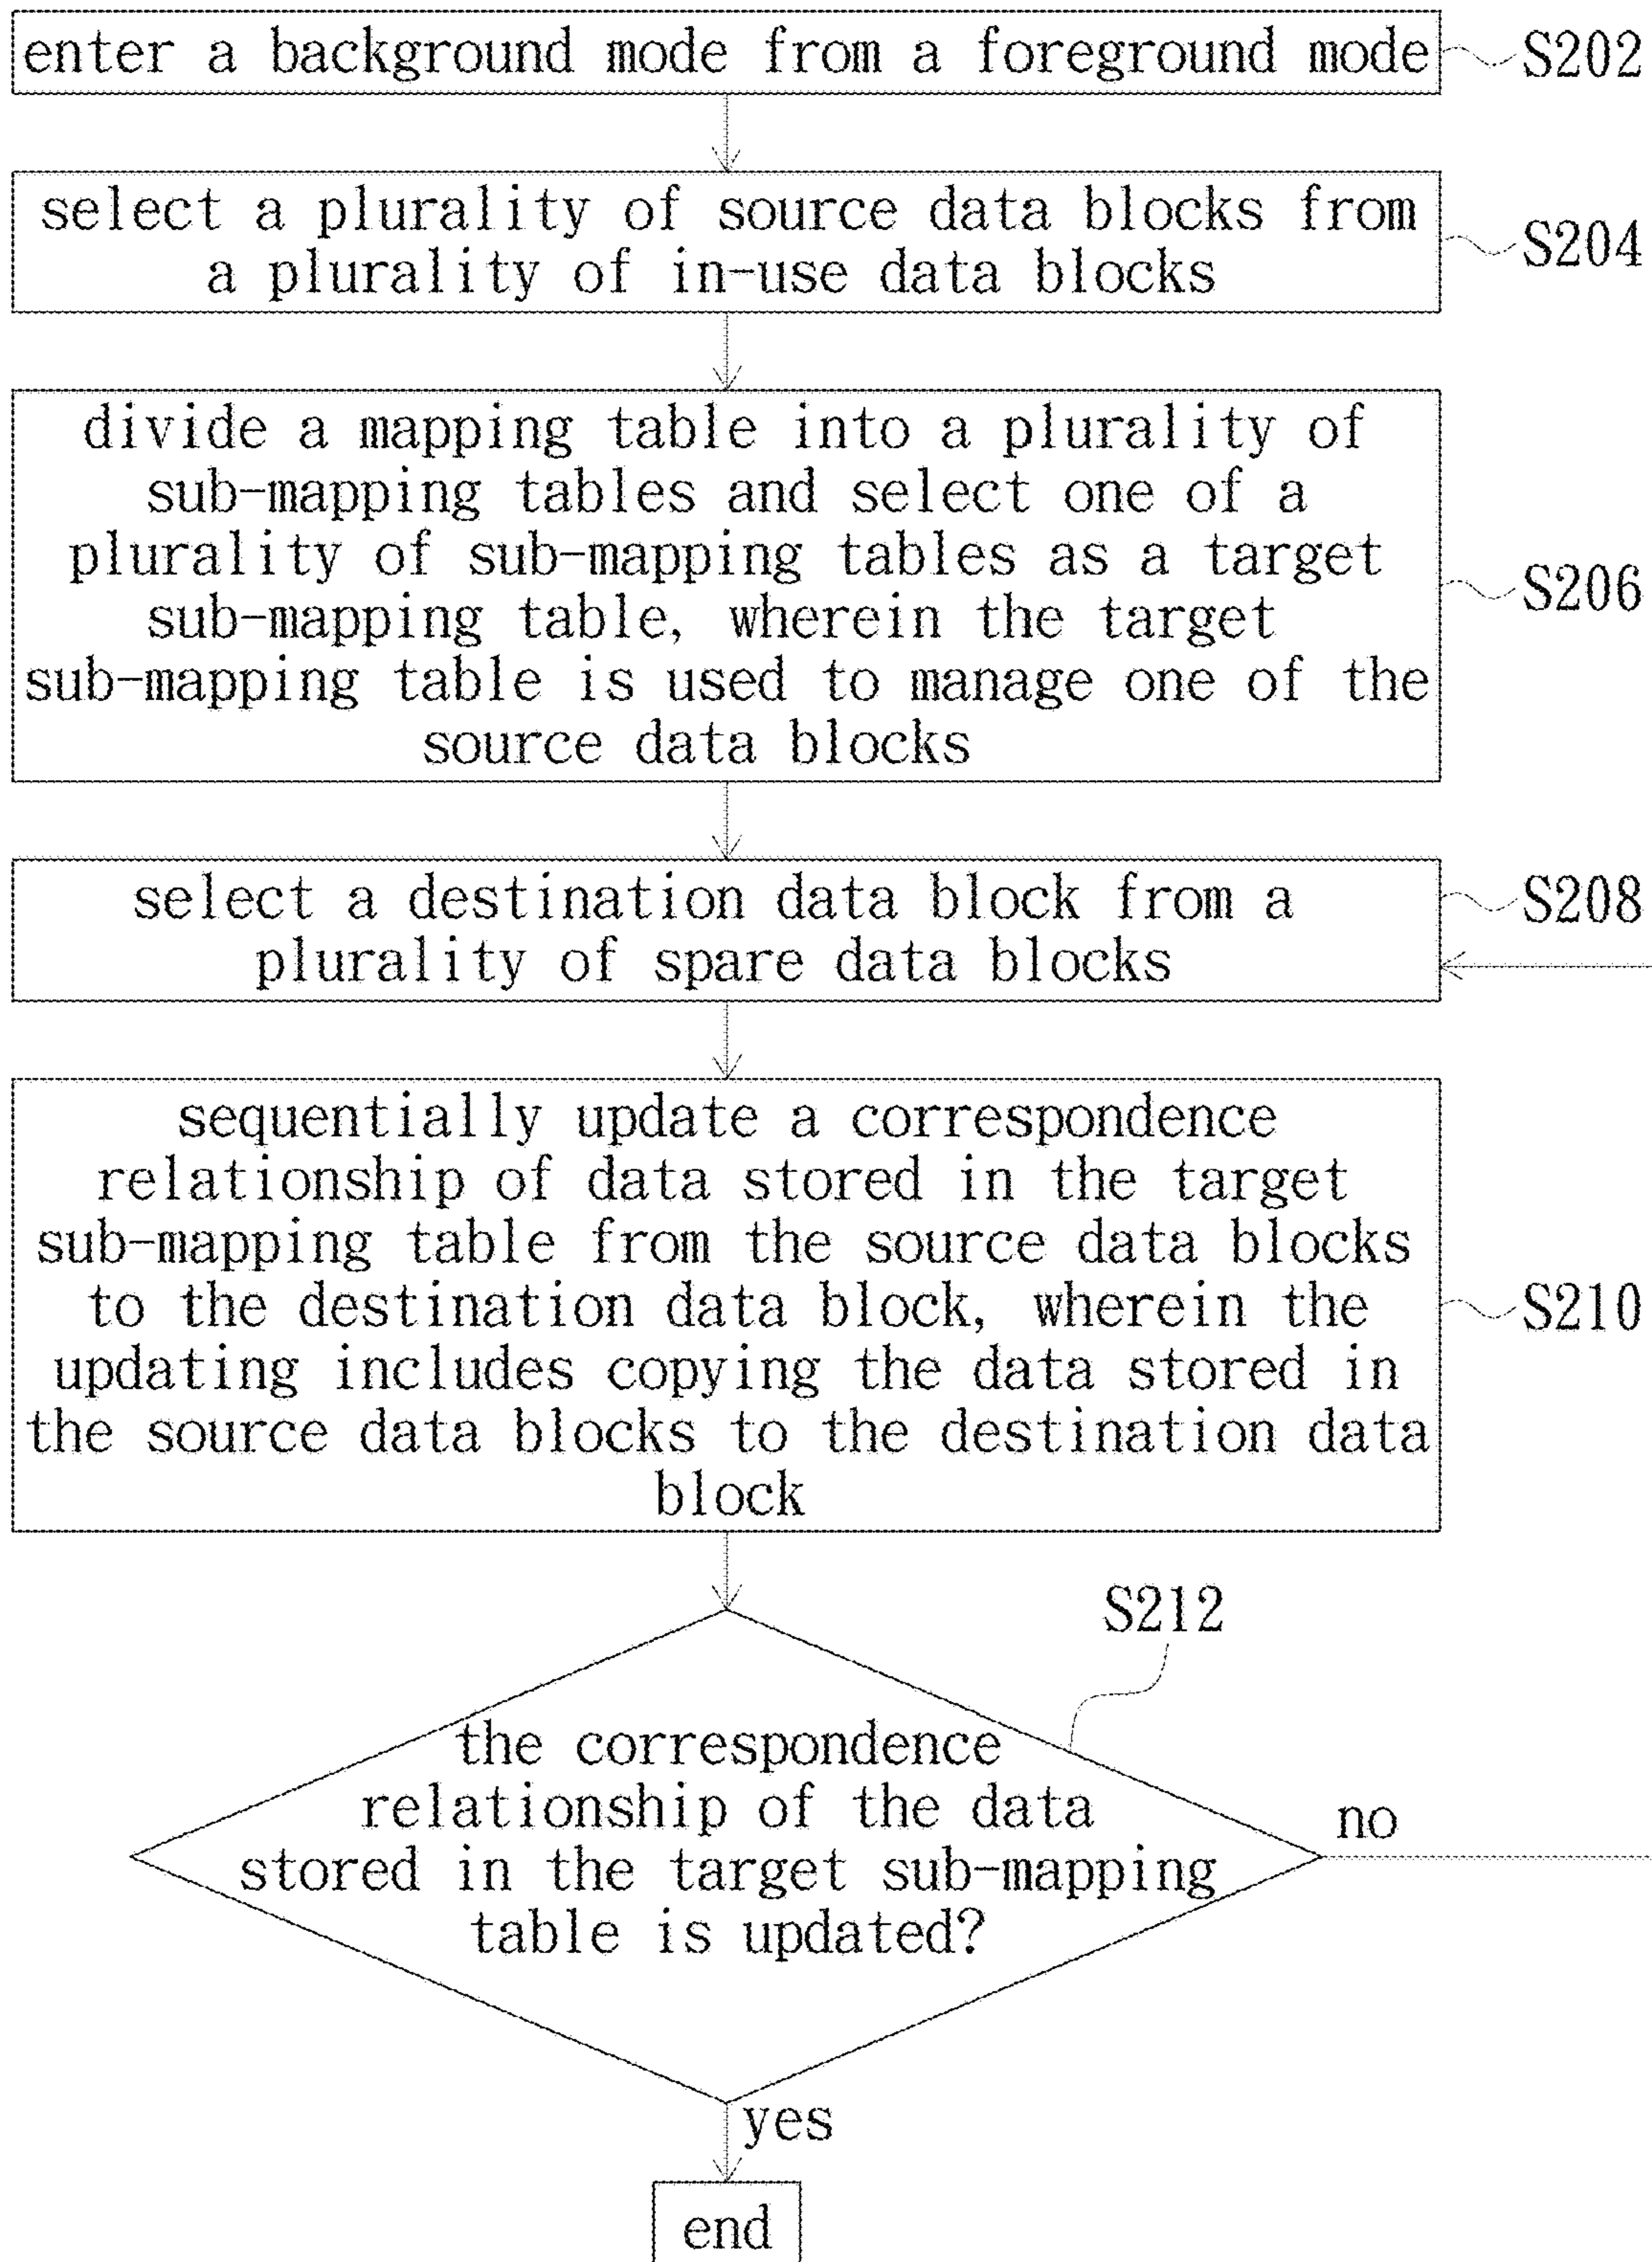 enter a background mode from a foreground mode
S202
select a plurality of source data blocks from
a plurality of in-use data blocks
S204
divide a mapping table into a plurality of
sub-mapping tables and select one of a
plurality of sub-mapping tables as a target
sub-mapping table, wherein the target
sub-mapping table is used to manage one of the
source data blocks
S206
select a destination data block from a
plurality of spare data blocks
S208
sequentially update a correspondence
relationship of data stored in the target
sub-mapping table from the source data blocks
to the destination data block, wherein the
updating includes copying the data stored in
the source data blocks to the destination data
block
S210
S212
the correspondence
relationship of the data
stored in the target sub-mapping
table is updated?
no
yes
end